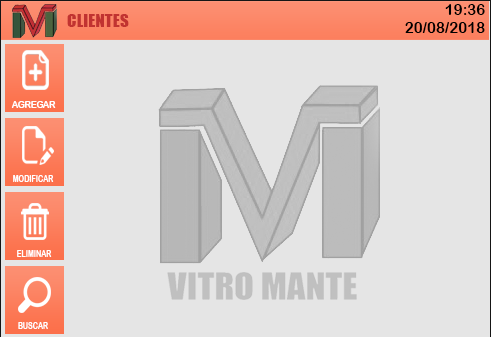 CLIENTES
19:36
20/08/2018
AGREGAR
MODIFICAR
ELIMINAR
BUSCAR
VITRO MANTE